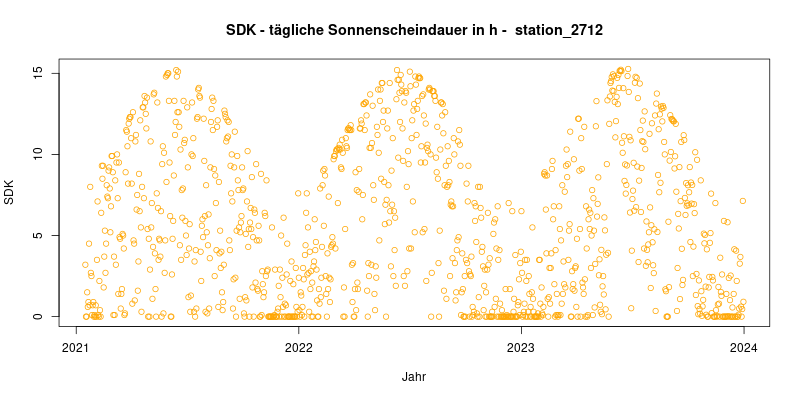 SDK - tägliche Sonnenscheindauer in h -  station_2712
15
10
5
0
SDK
2021
2022
2023
2024
Jahr